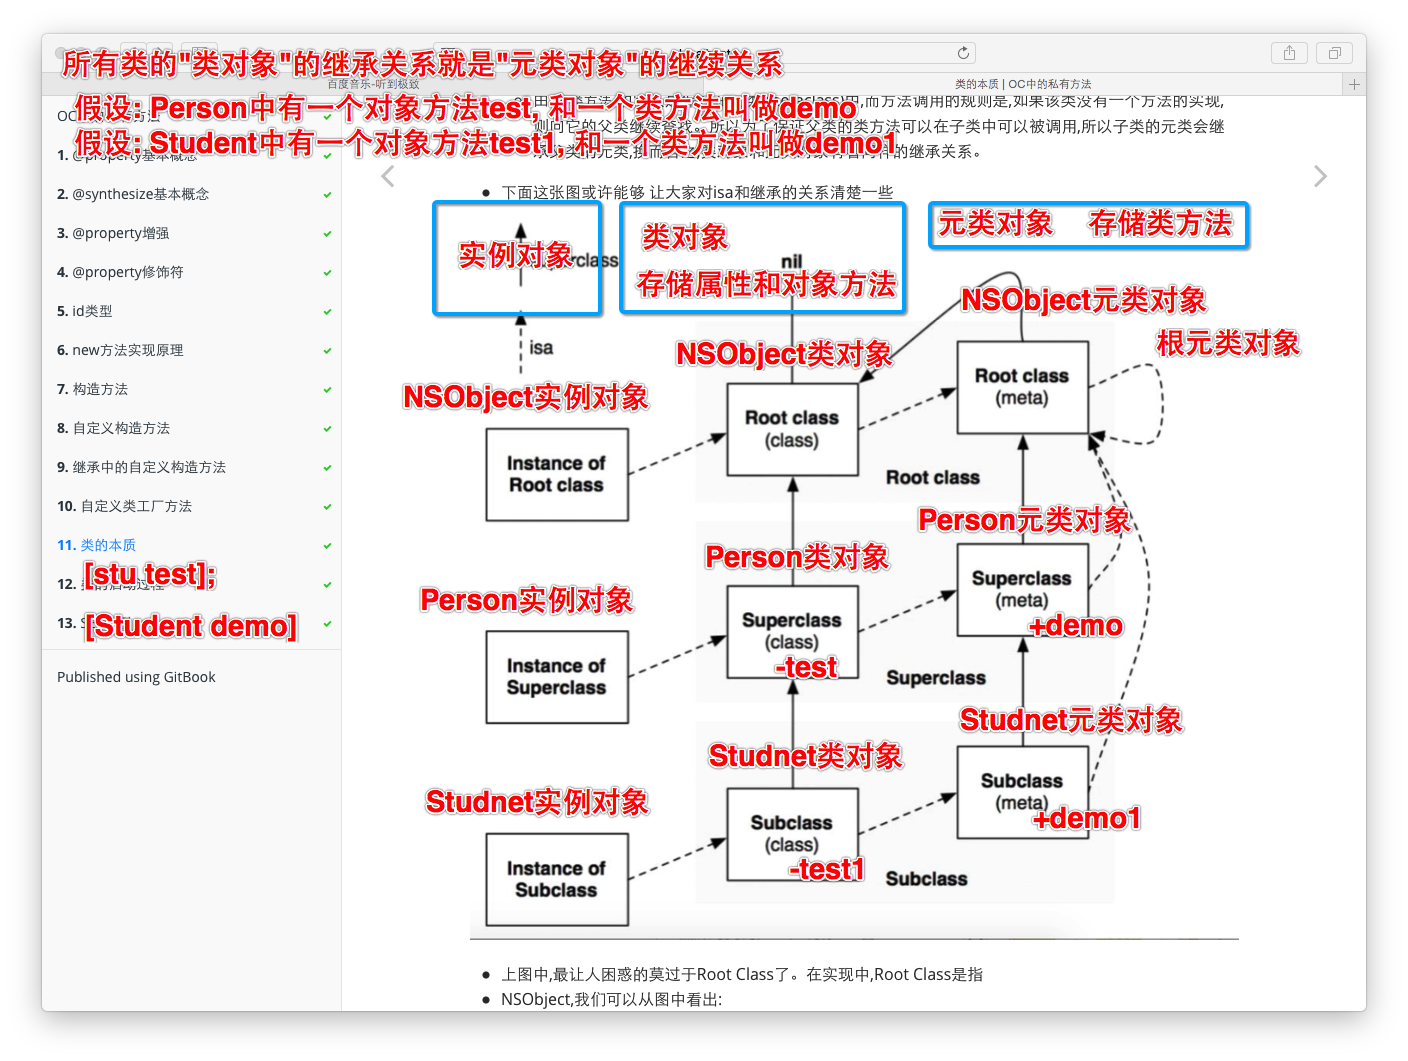 所有类的"类对象"的继承关系就是"元类对象"的继续关系
百度音乐-听到极致
类的本质 | OC中的私有方法
假设: Person中有一个对象方法test, 和一个类方法叫做demo
中,而方法调用的规则是,如果该类没有一个方法的实现,
假设: Student中有一个对象方法test1, 和一个类方法叫做demo1
则向它的父类继续查找。所以为了保证父类的类方法可以在子类中可以被调用,所以子类的元类会继
有着同样的继承关系。
1. @property基本概念
2. @synthesize基本概念
3. @property增强
4. @property修饰符
5. id类型
6. new方法实现原理
7. 构造方法
8. 自定义构造方法
9. 继承中的自定义构造方法
10. 自定义类工厂方法
11. 类的本质
[stu test];
12.
[Student demo]
13.
Published using GitBook
下面这张图或许能够 让大家对isa和继承的关系清楚一些
实例对象
类对象
nil
存储属性和对象方法
元类对象 存储类方法
isa
NSObject实例对象
NSObject类对象
NSObject元类对象
根元类对象
Instance of
Root class
Root class
(class)
Root class
(meta)
Root class
Person实例对象
Person类对象
Person元类对象
Instance of
Superclass
Superclass
(class)
-test
Superclass
(meta)
+demo
Superclass
Studnet实例对象
Studnet类对象
Studnet元类对象
Instance of
Subclass
Subclass
(class)
-test1
Subclass
(meta)
+demo1
Subclass
上图中,最让人困惑的莫过于Root Class了。在实现中,Root Class是指
NSObject,我们可以从图中看出: